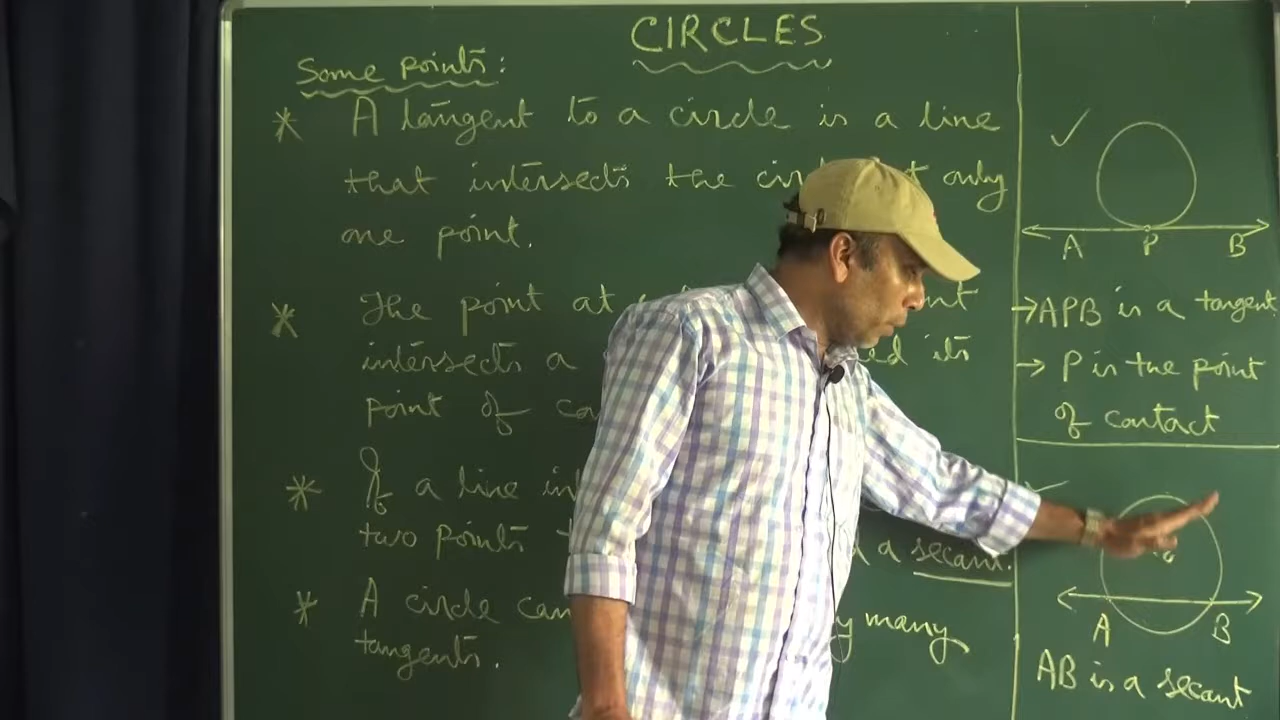 CIRCLES
Some points:
* A tangent to a circle is a line
that intersects the only
one point.
* The point at
intersects a its
point of
* If a line
two points a secant.
* A circle can many
tangents.
✓
A P B
→ APB is a tangent
→ P is the point
of contact
A B
AB is a secant